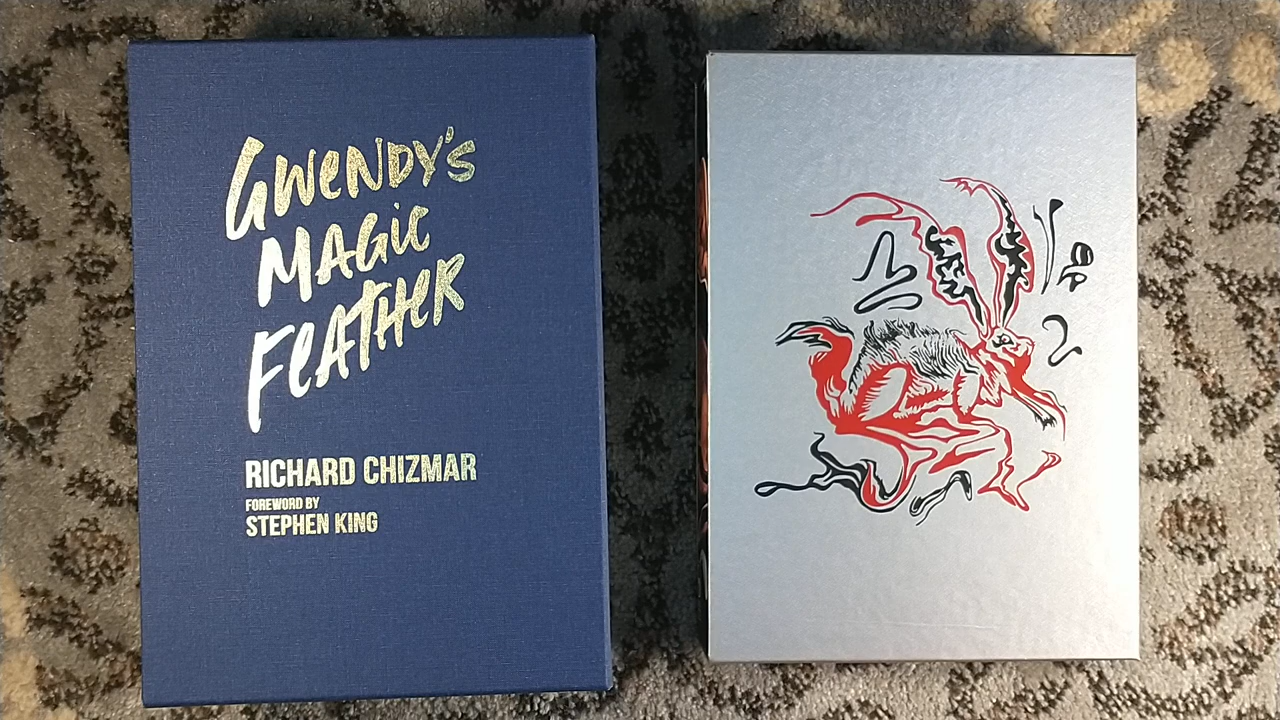 GWENDY'S
MAGIC
FEATHER
RICHARD CHIZMAR
FOREWORD BY
STEPHEN KING